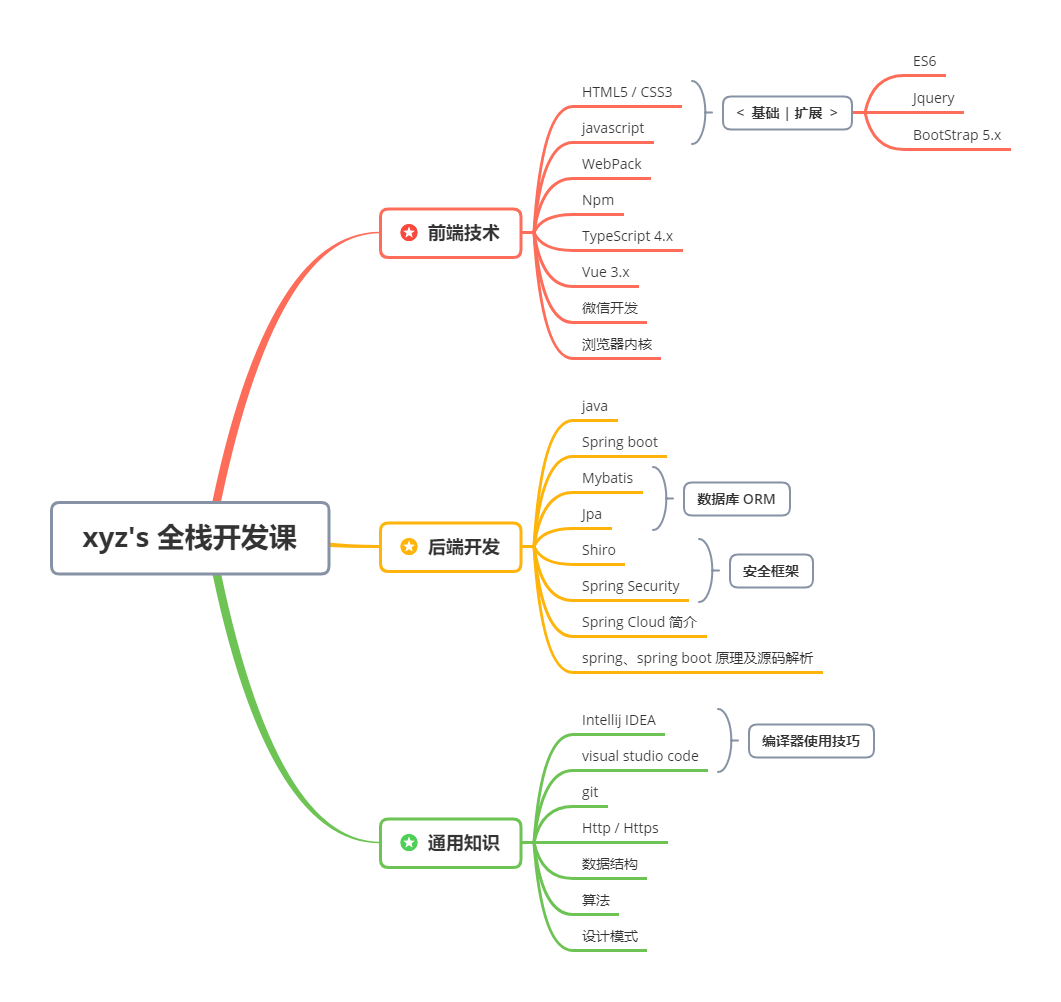 xyz's 全栈开发课
前端技术
HTML5 / CSS3
javascript
< 基础 | 扩展 >
ES6
Jquery
BootStrap 5.x
WebPack
Npm
TypeScript 4.x
Vue 3.x
微信开发
浏览器内核
后端开发
java
Spring boot
Mybatis
Jpa
数据库 ORM
Shiro
Spring Security
安全框架
Spring Cloud 简介
spring、spring boot 原理及源码解析
通用知识
Intellij IDEA
visual studio code
编译器使用技巧
git
Http / Https
数据结构
算法
设计模式